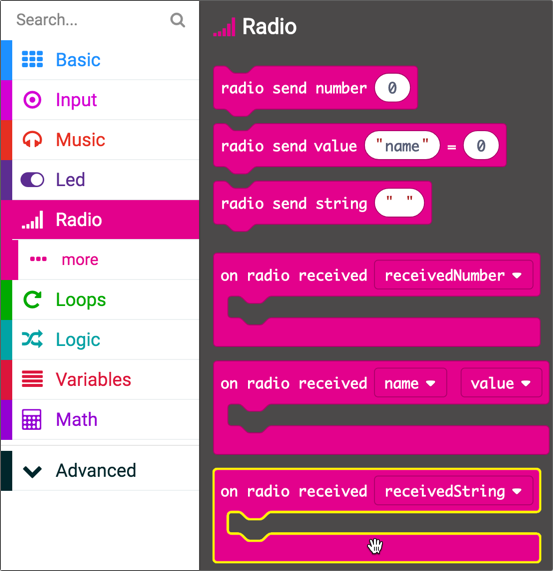 Search...
Basic
Input
Music
Led
Radio
more
Loops
Logic
Variables
Math
Advanced
Radio
radio send number 0
radio send value "name" = 0
radio send string " "
on radio received receivedNumber
on radio received name value
on radio received receivedString